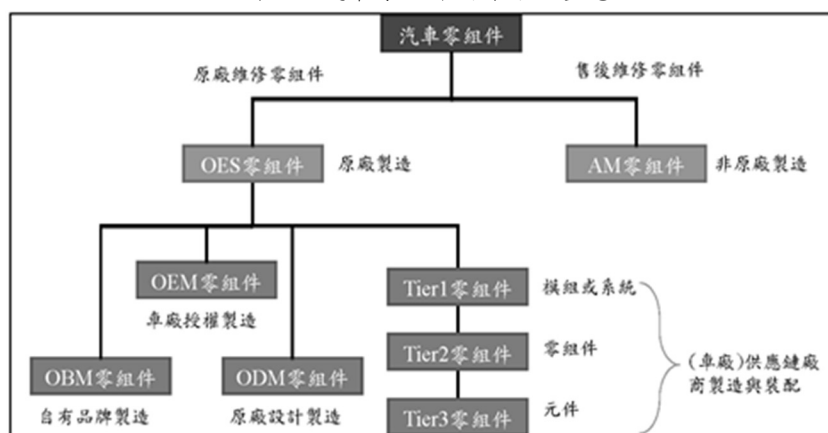 汽車零組件
原廠維修零組件
售後維修零組件
OES零組件
原廠製造
AM零組件
非原廠製造
OEM零組件
車廠授權製造
Tier1零組件
模組或系統
Tier2零組件
零組件
(車廠)供應鏈廠
商製造與裝配
OBM零組件
自有品牌製造
ODM零組件
原廠設計製造
Tier3零組件
元件